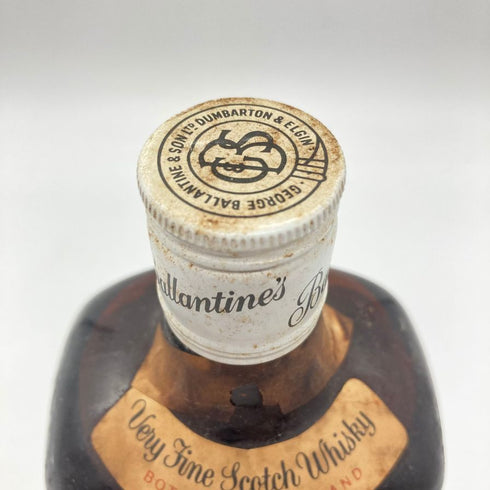 GEORGE BALLANTINE & SON LTD DUMBARTON & ELGIN
Ballantine's
Very Fine Scotch Whisky